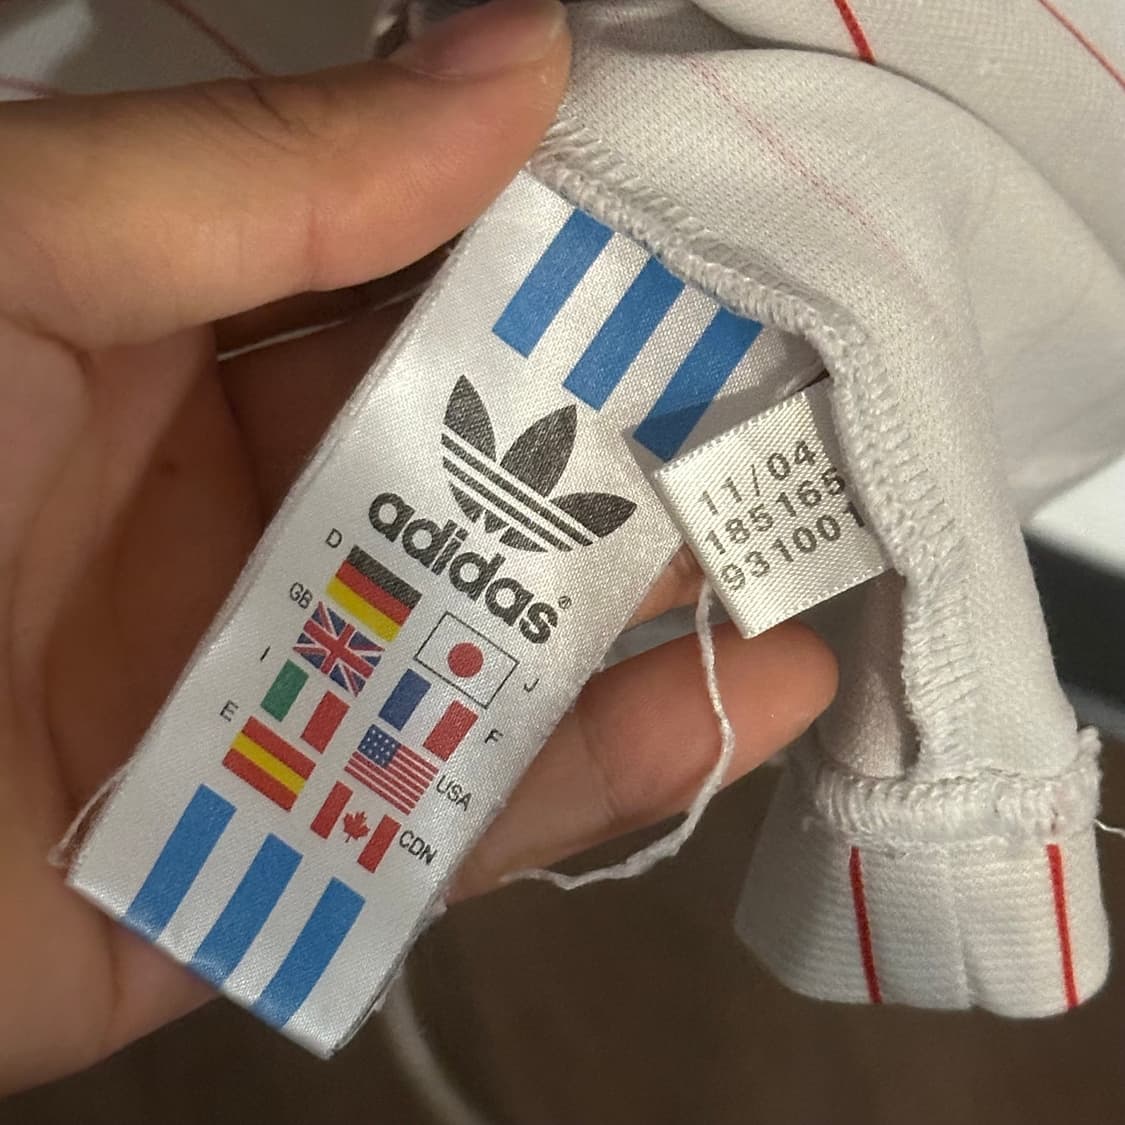 adidas®
D
J
GB
F
I
USA
E
CDN
11/04
185165
931001